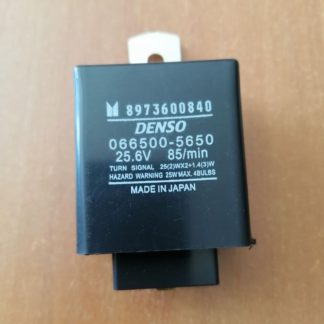 8973600840
DENSO
066500-5650
25.6V 85/min
TURN SIGNAL 25(2)WX2+1.4(3)W
HAZARD WARNING 25W MAX. 4BULBS
MADE IN JAPAN